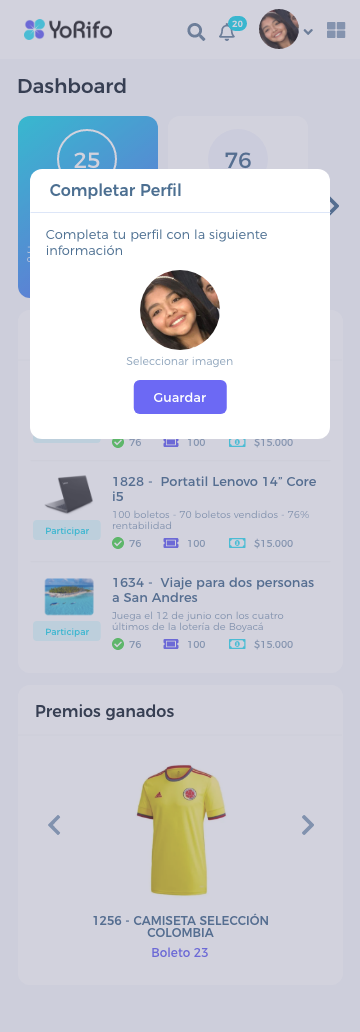 YoRifo
20
Dashboard
25
76
Completar Perfil
Completa tu perfil con la siguiente
información
Seleccionar imagen
Guardar
76 100 $15.000
1828 - Portatil Lenovo 14” Core
i5
100 boletos - 70 boletos vendidos - 76%
rentabilidad
Participar
76 100 $15.000
1634 - Viaje para dos personas
a San Andres
Juega el 12 de junio con los cuatro
últimos de la lotería de Boyacá
Participar
76 100 $15.000
Premios ganados
1256 - CAMISETA SELECCIÓN
COLOMBIA
Boleto 23